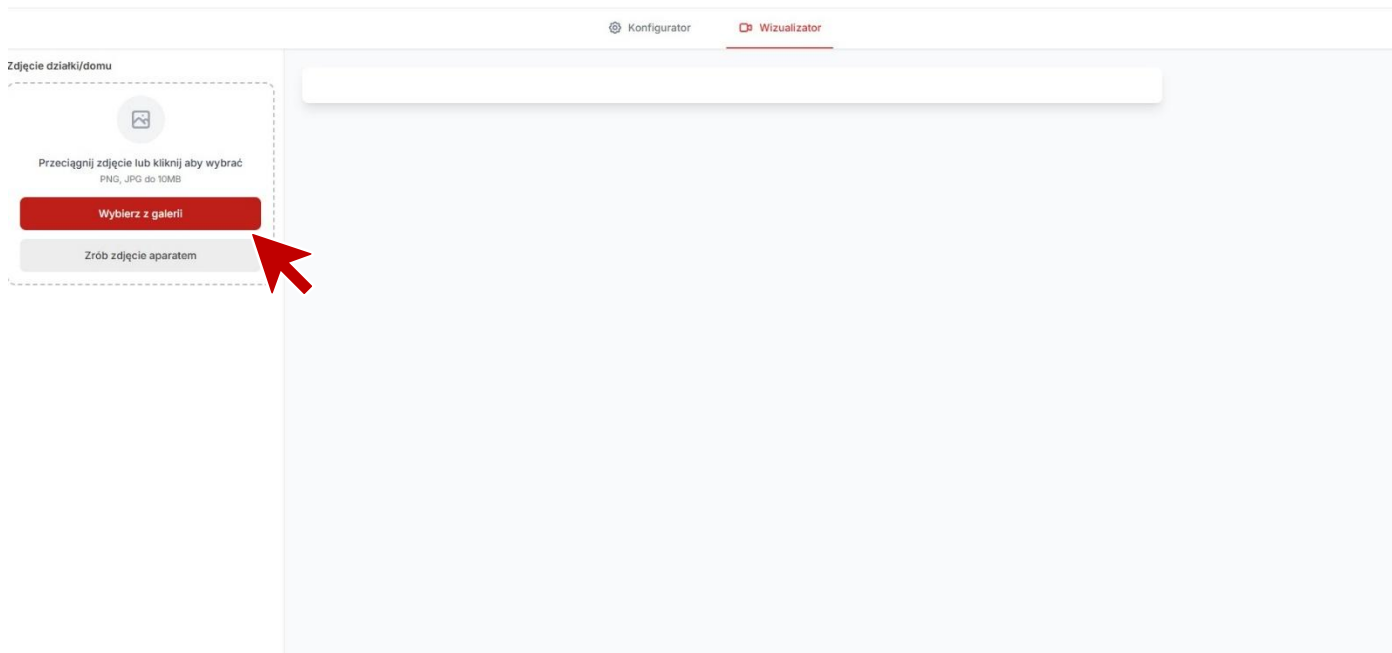 Konfigurator
Wizualizator
Zdjęcie działki/domu
Przeciągnij zdjęcie lub kliknij aby wybrać
PNG, JPG do 10MB
Wybierz z galerii
Zrób zdjęcie aparatem